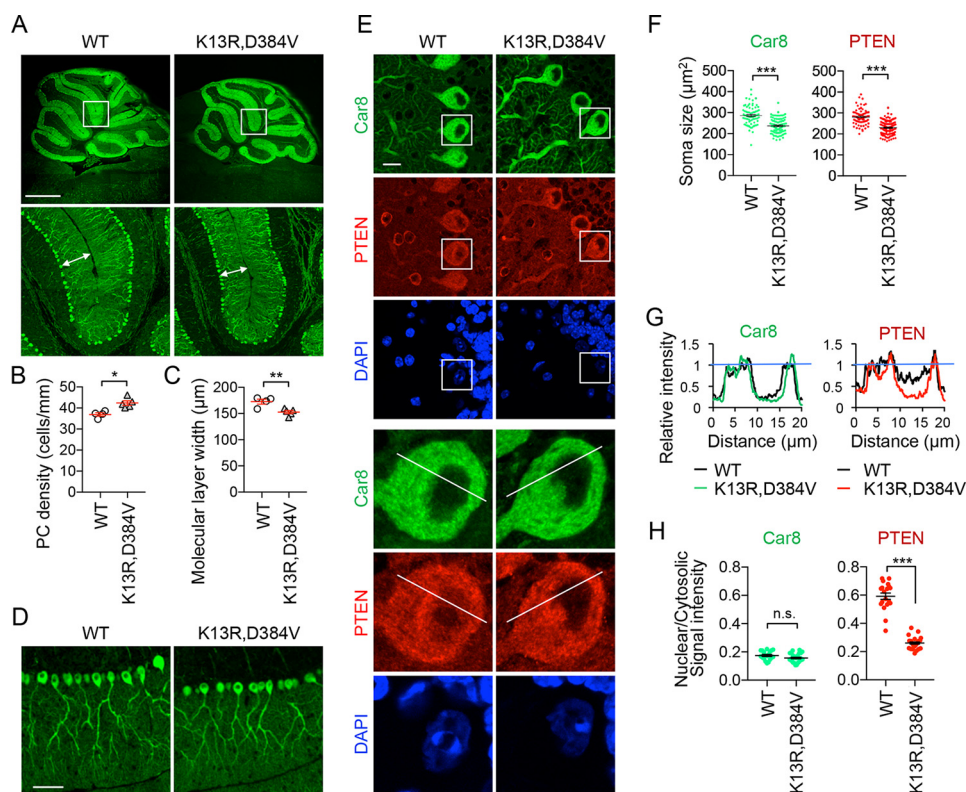 A
WT K13R,D384V
B
PC density (cells/mm)
50
40
30
20
10
0
*
WT
K13R,D384V
C
Molecular layer width (μm)
200
150
100
50
0
**
WT
K13R,D384V
D
WT K13R,D384V
E
WT K13R,D384V
Car8
PTEN
DAPI
Car8
PTEN
DAPI
F
Car8 PTEN
Soma size (μm²)
500
400
300
200
100
0
***
WT
K13R,D384V
500
400
300
200
100
0
***
WT
K13R,D384V
G
Car8 PTEN
Relative intensity
1.5
1
0.5
0
0 5 10 15 20
Distance (μm)
WT
K13R,D384V
1.5
1
0.5
0
0 5 10 15 20
Distance (μm)
WT
K13R,D384V
H
Car8 PTEN
Nuclear/Cytosolic
Signal intensity
0.8
0.6
0.4
0.2
0.0
n.s.
WT
K13R,D384V
0.8
0.6
0.4
0.2
0.0
***
WT
K13R,D384V